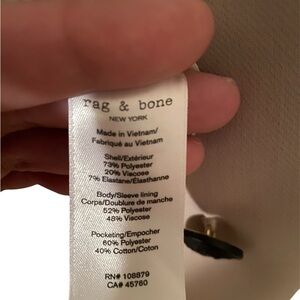 rag & bone
NEW YORK
Made in Vietnam/
Fabriqué au Vietnam
Shell/Extérieur
73% Polyester
20% Viscose
7% Elastane/Élasthanne
Body/Sleeve lining
Corps/Doublure de manche
52% Polyester
48% Viscose
Pocketing/Empocher
60% Polyester
40% Cotton/Coton
RN# 108879
CA# 45760